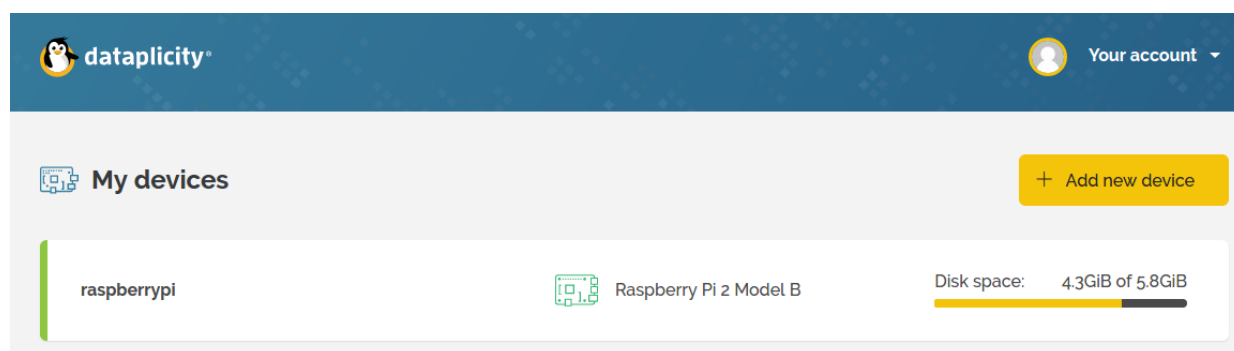 dataplicity®
Your account
My devices
+ Add new device
raspberrypi
Raspberry Pi 2 Model B
Disk space: 4.3GiB of 5.8GiB